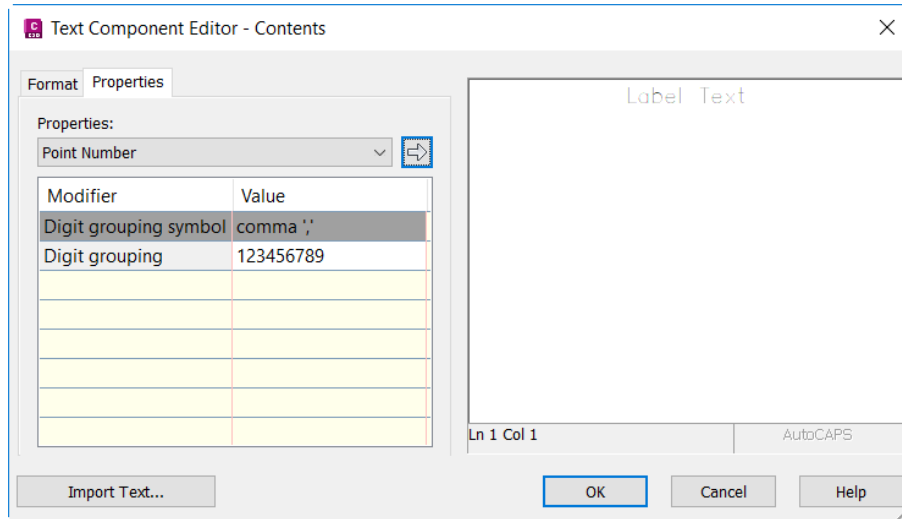 C
C3D
Text Component Editor - Contents
Format
Properties
Properties:
Point Number
Modifier Value
Digit grouping symbol comma ','
Digit grouping 123456789
Label Text
Ln 1 Col 1
AutoCAPS
Import Text...
OK
Cancel
Help